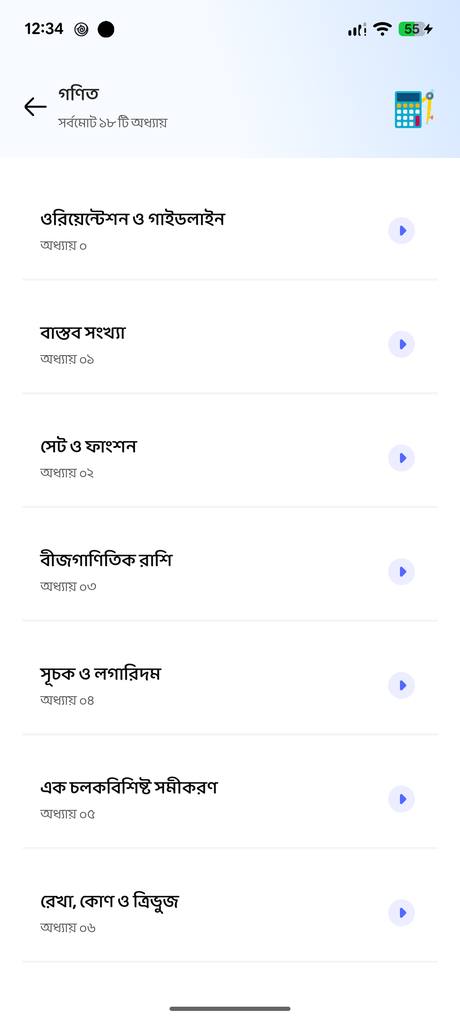 12:34
55
গণিত
সর্বমোট ১৮ টি অধ্যায়
ওরিয়েন্টেশন ও গাইডলাইন
অধ্যায় ০
বাস্তব সংখ্যা
অধ্যায় ০১
সেট ও ফাংশন
অধ্যায় ০২
বীজগাণিতিক রাশি
অধ্যায় ০৩
সূচক ও লগারিদম
অধ্যায় ০৪
এক চলকবিশিষ্ট সমীকরণ
অধ্যায় ০৫
রেখা, কোণ ও ত্রিভুজ
অধ্যায় ০৬